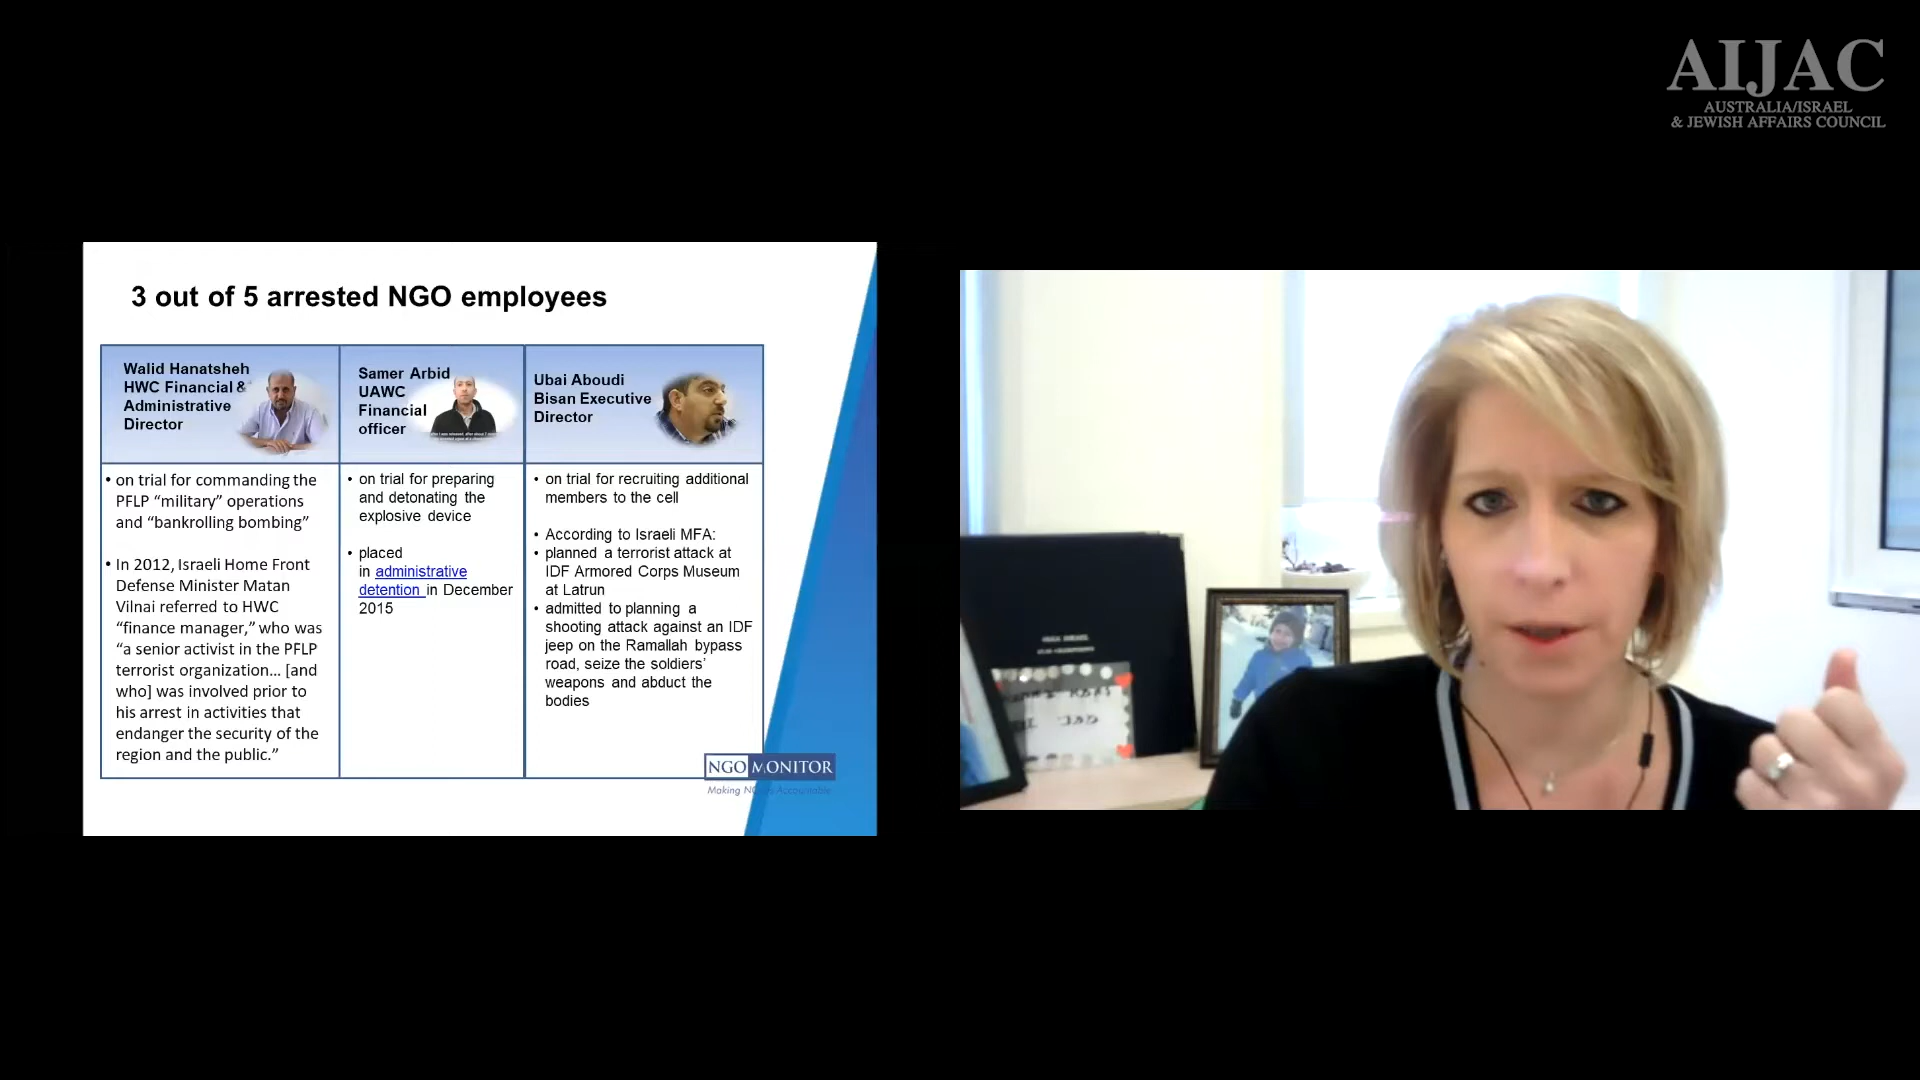 AIJAC
AUSTRALIA/ISRAEL
& JEWISH AFFAIRS COUNCIL
3 out of 5 arrested NGO employees
Walid Hanatsheh
HWC Financial &
Administrative
Director
Samer Arbid
UAWC
Financial
officer
Ubai Aboudi
Bisan Executive
Director
• on trial for commanding the
PFLP “military” operations
and “bankrolling bombing”
• In 2012, Israeli Home Front
Defense Minister Matan
Vilnai referred to HWC
“finance manager,” who was
“a senior activist in the PFLP
terrorist organization... [and
who] was involved prior to
his arrest in activities that
endanger the security of the
region and the public.”
• on trial for preparing
and detonating the
explosive device
• placed
in administrative
detention in December
2015
• on trial for recruiting additional
members to the cell
• According to Israeli MFA:
• planned a terrorist attack at
IDF Armored Corps Museum
at Latrun
• admitted to planning a
shooting attack against an IDF
jeep on the Ramallah bypass
road, seize the soldiers’
weapons and abduct the
bodies
NGO MONITOR
Making NGOs Accountable